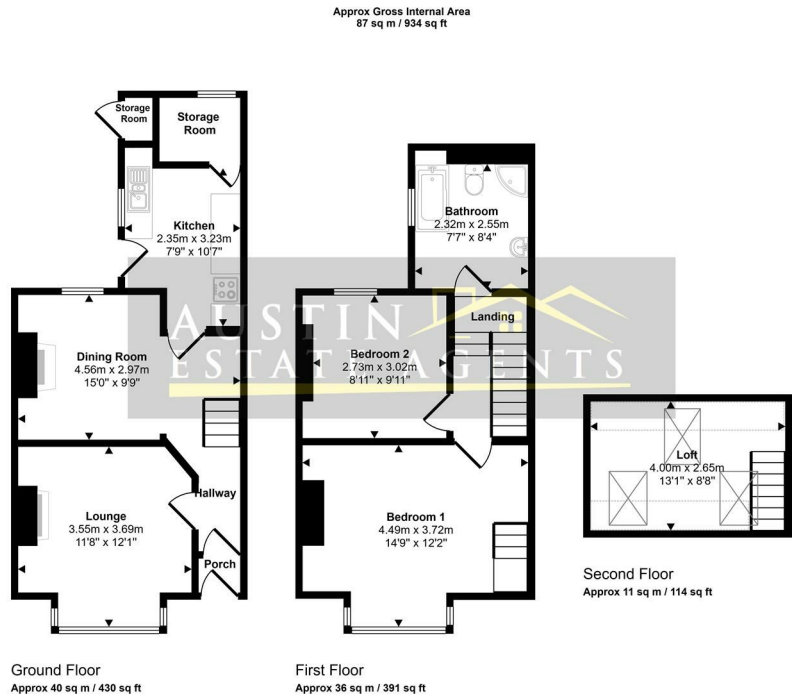 Approx Gross Internal Area
87 sq m / 934 sq ft
Storage
Room
Storage
Room
Kitchen
2.35m x 3.23m
7'9" x 10'7"
Dining Room
4.56m x 2.97m
15'0" x 9'9"
Lounge
3.55m x 3.69m
11'8" x 12'1"
Hallway
Porch
Ground Floor
Approx 40 sq m / 430 sq ft
Bathroom
2.32m x 2.55m
7'7" x 8'4"
Landing
Bedroom 2
2.73m x 3.02m
8'11" x 9'11"
Bedroom 1
4.49m x 3.72m
14'9" x 12'2"
First Floor
Approx 36 sq m / 391 sq ft
Loft
4.00m x 2.65m
13'1" x 8'8"
Second Floor
Approx 11 sq m / 114 sq ft
AUSTIN
ESTATE AGENTS